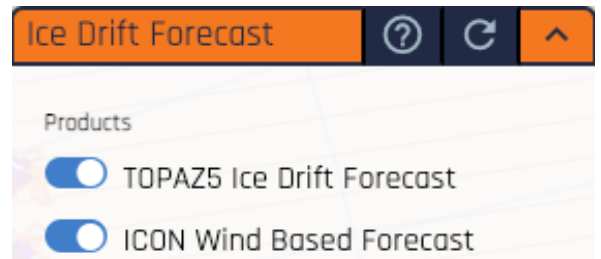 Ice Drift Forecast
Products
TOPAZ5 Ice Drift Forecast
ICON Wind Based Forecast